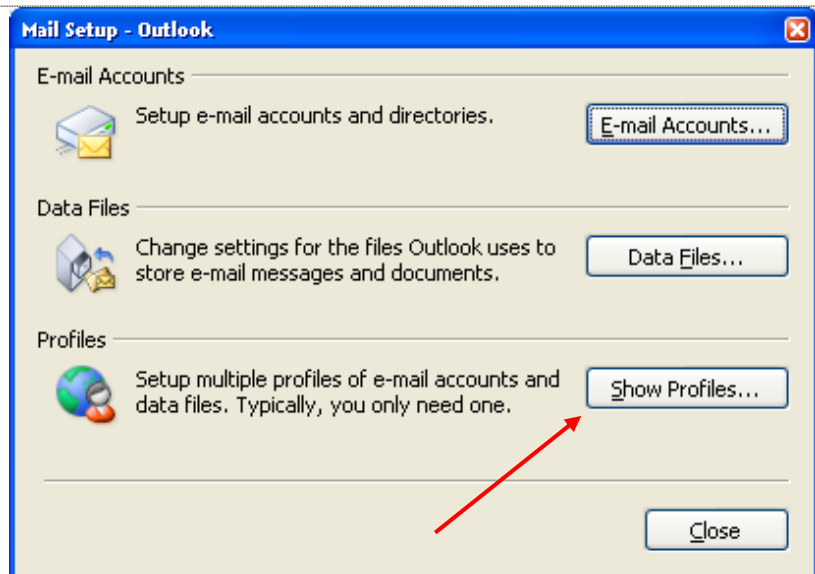 Mail Setup - Outlook
E-mail Accounts
Setup e-mail accounts and directories.
E-mail Accounts...
Data Files
Change settings for the files Outlook uses to
store e-mail messages and documents.
Data Files...
Profiles
Setup multiple profiles of e-mail accounts and
data files. Typically, you only need one.
Show Profiles...
Close